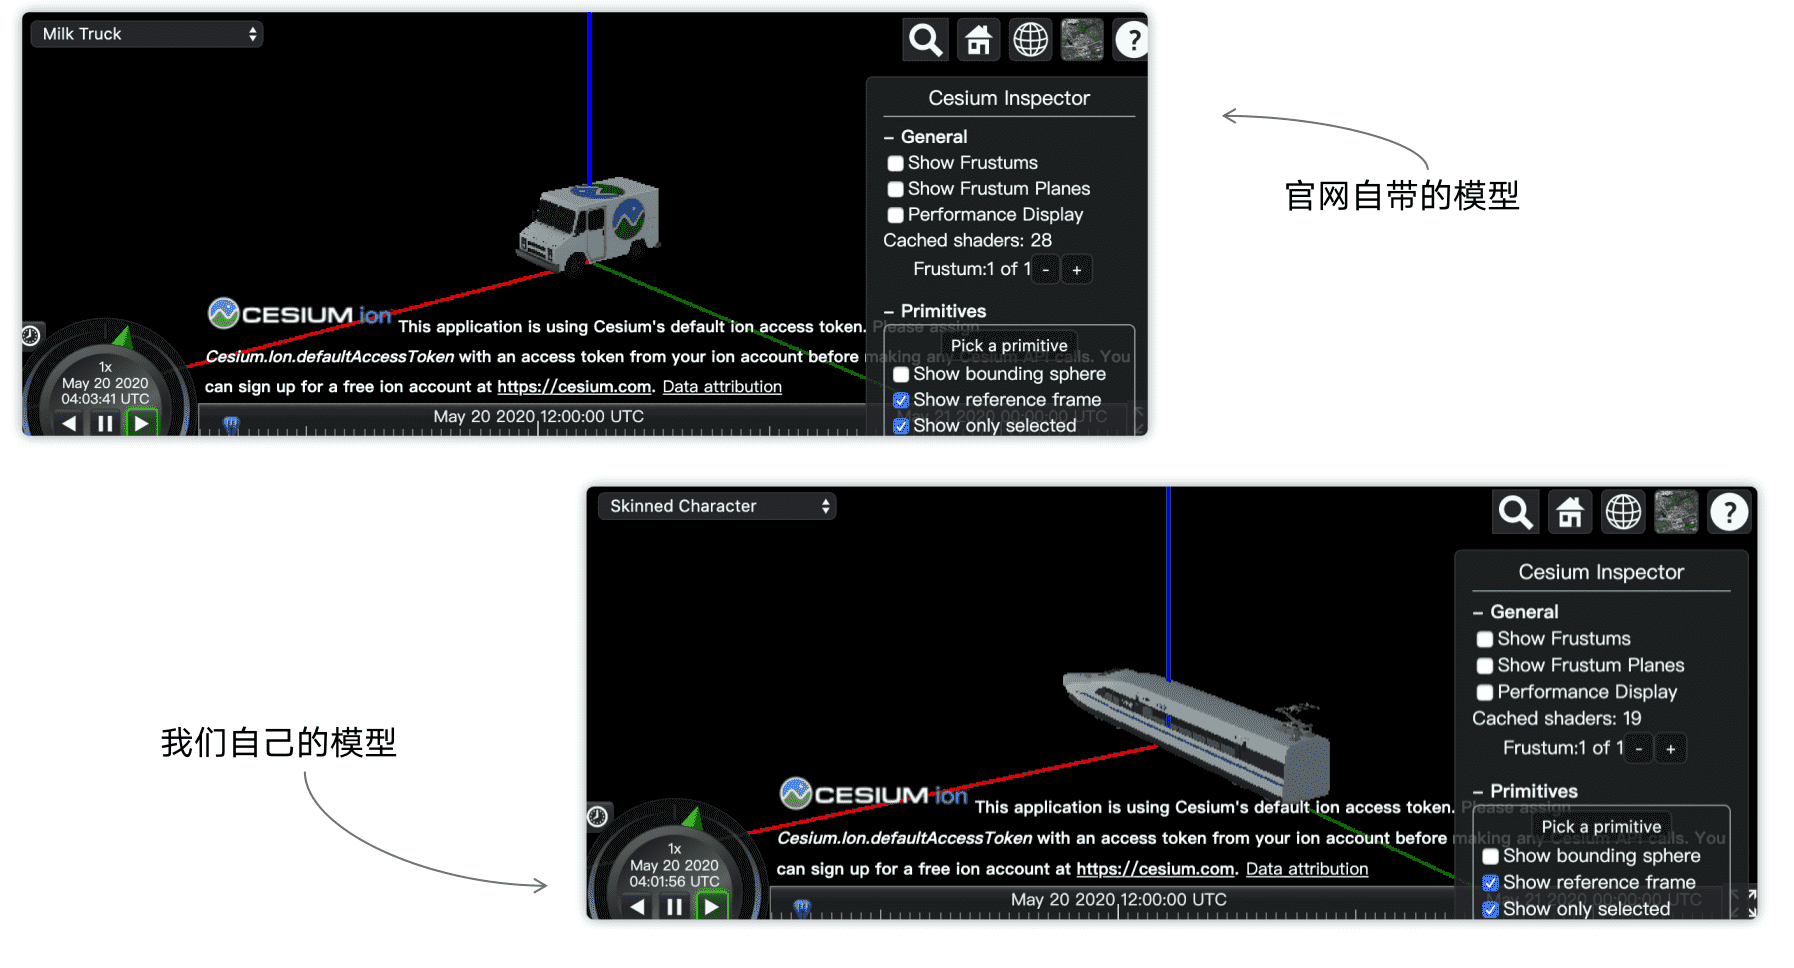 Milk Truck
Cesium Inspector
– General
Show Frustums
Show Frustum Planes
Performance Display
Cached shaders: 28
Frustum:1 of 1 - +
– Primitives
Pick a primitive
Show bounding sphere
Show reference frame
Show only selected
CESIUM ion This application is using Cesium's default ion access token. Please assign
Cesium.Ion.defaultAccessToken with an access token from your ion account before making any Cesium API calls. You
can sign up for a free ion account at https://cesium.com. Data attribution
1x
May 20 2020
04:03:41 UTC
May 20 2020 12:00:00 UTC
May 21 2020 00:00:00 UTC
官网自带的模型
Skinned Character
Cesium Inspector
– General
Show Frustums
Show Frustum Planes
Performance Display
Cached shaders: 19
Frustum:1 of 1 - +
– Primitives
Pick a primitive
Show bounding sphere
Show reference frame
Show only selected
CESIUM ion This application is using Cesium's default ion access token. Please assign
Cesium.Ion.defaultAccessToken with an access token from your ion account before making any Cesium API calls. You
can sign up for a free ion account at https://cesium.com. Data attribution
1x
May 20 2020
04:01:56 UTC
May 20 2020 12:00:00 UTC
21 2020 00:00:00 UTC
我们自己的模型